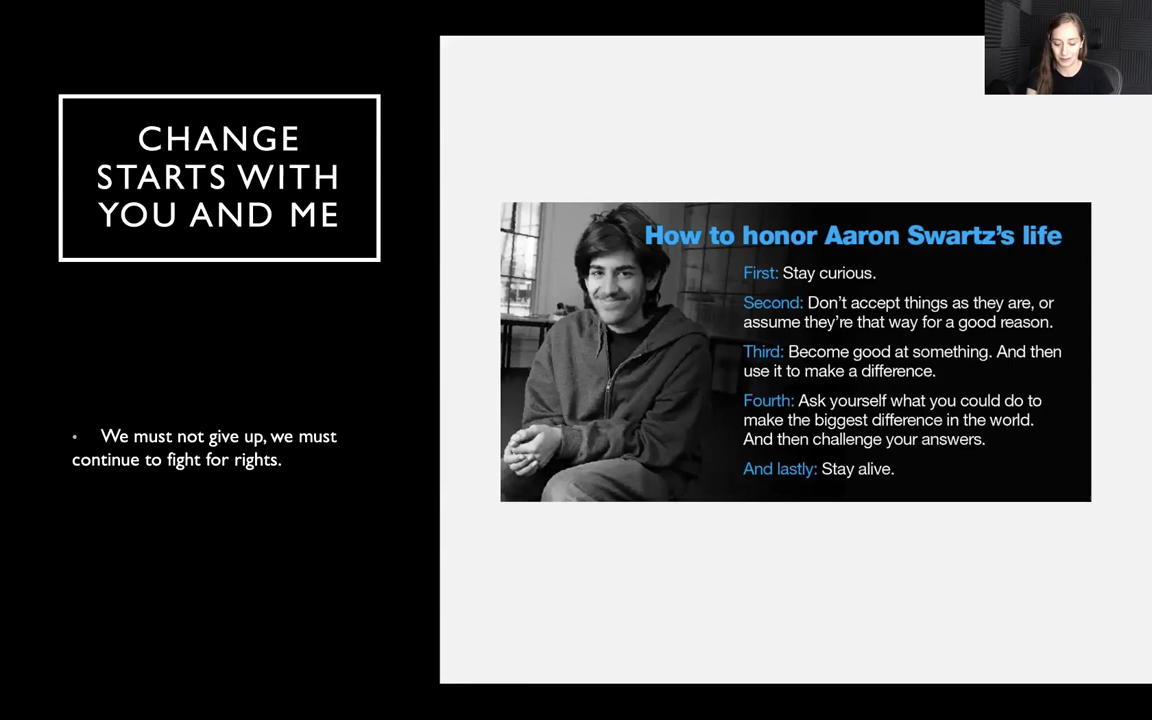 CHANGE
STARTS WITH
YOU AND ME
• We must not give up, we must
continue to fight for rights.
How to honor Aaron Swartz's life
First: Stay curious.
Second: Don't accept things as they are, or
assume they're that way for a good reason.
Third: Become good at something. And then
use it to make a difference.
Fourth: Ask yourself what you could do to
make the biggest difference in the world.
And then challenge your answers.
And lastly: Stay alive.